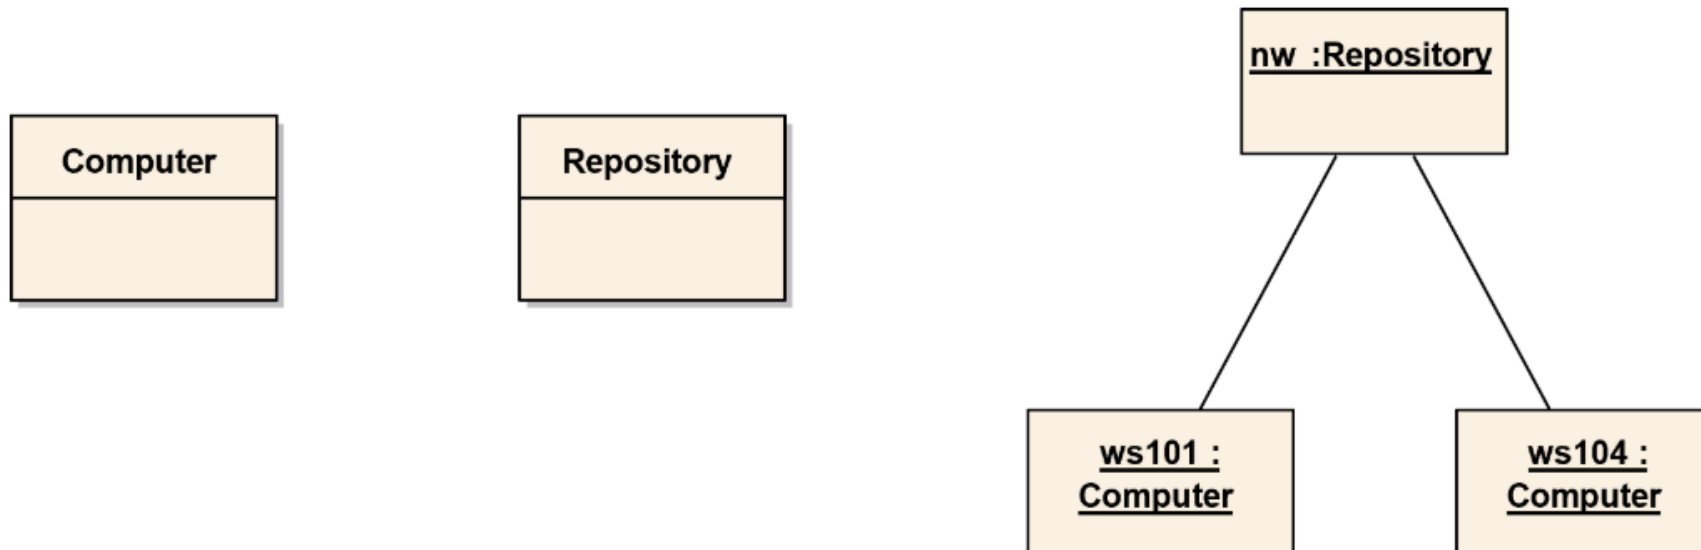 Computer
Repository
nw :Repository
ws101 :
Computer
ws104 :
Computer